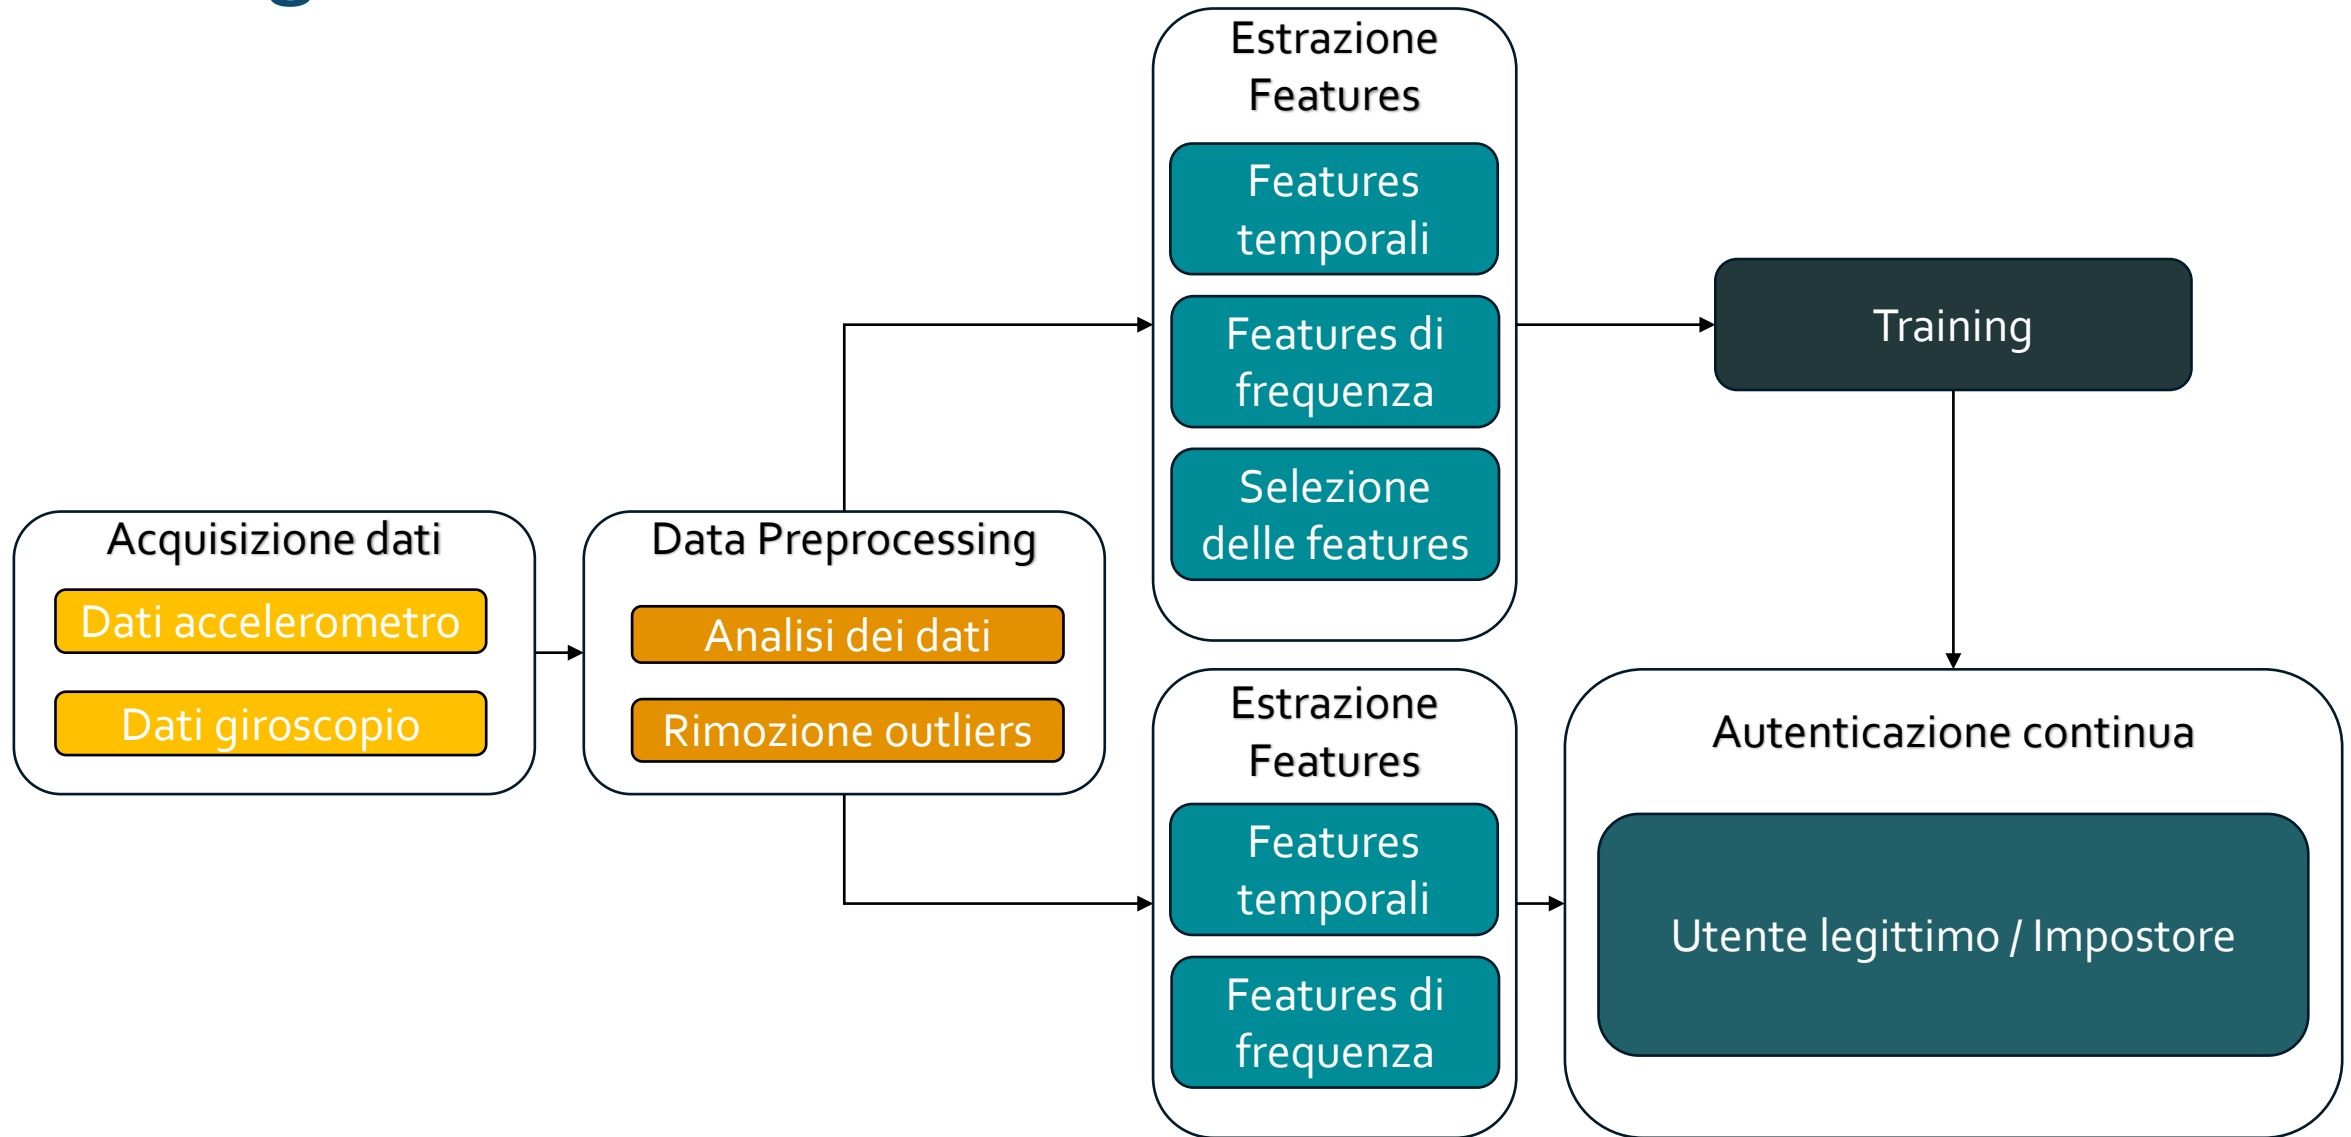 Acquisizione dati
Dati accelerometro
Dati giroscopio
Data Preprocessing
Analisi dei dati
Rimozione outliers
Estrazione
Features
Features
temporali
Features di
frequenza
Selezione
delle features
Training
Estrazione
Features
Features
temporali
Features di
frequenza
Autenticazione continua
Utente legittimo / Impostore